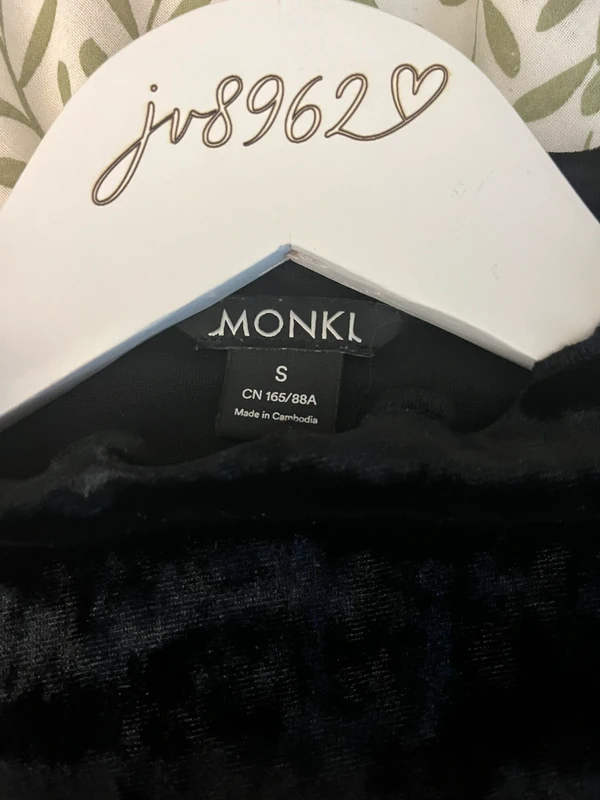 jv8962♡
MONKI
S
CN 165/88A
Made in Cambodia